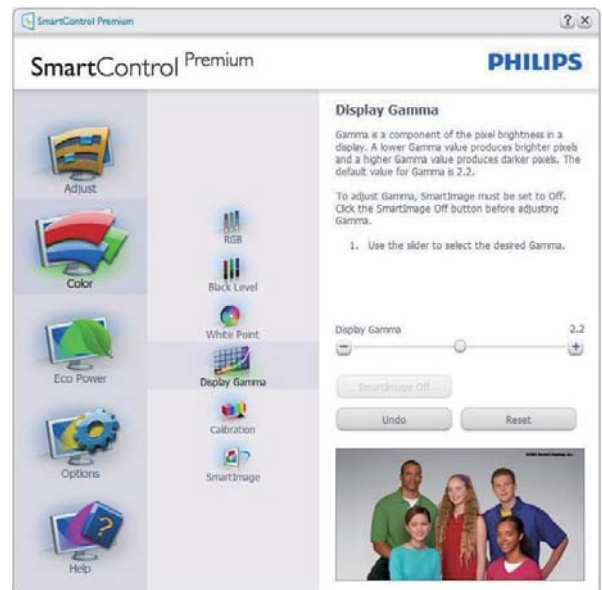 SmartControl Premium
? ×
SmartControl Premium
PHILIPS
Adjust
Color
Eco Power
Options
Help
RGB
Black Level
White Point
Display Gamma
Calibration
SmartImage
Display Gamma
Gamma is a component of the pixel brightness in a
display. A lower Gamma value produces brighter pixels
and a higher Gamma value produces darker pixels. The
default value for Gamma is 2.2.
To adjust Gamma, SmartImage must be set to Off.
Click the SmartImage Off button before adjusting
Gamma.
1. Use the slider to select the desired Gamma.
Display Gamma 2.2
− +
SmartImage Off
Undo Reset